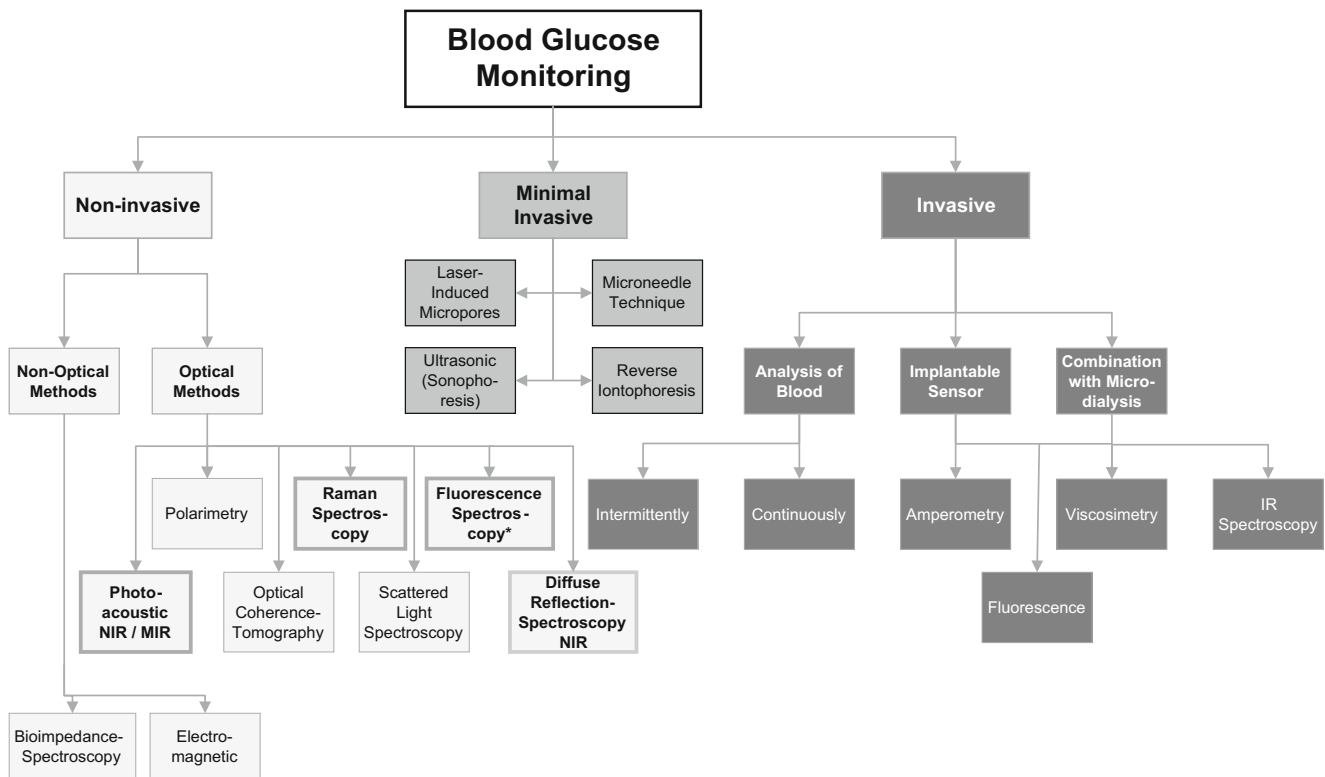 Blood Glucose
Monitoring
Non-invasive
Minimal
Invasive
Invasive
Laser-
Induced
Micropores
Microneedle
Technique
Ultrasonic
(Sonopho-
resis)
Reverse
Iontophoresis
Non-Optical
Methods
Optical
Methods
Analysis of
Blood
Implantable
Sensor
Combination
with Micro-
dialysis
Polarimetry
Raman
Spectros-
copy
Fluorescence
Spectros-
copy*
Intermittently
Continuously
Amperometry
Viscosimetry
IR
Spectroscopy
Photo-
acoustic
NIR / MIR
Optical
Coherence-
Tomography
Scattered
Light
Spectroscopy
Diffuse
Reflection-
Spectroscopy
NIR
Fluorescence
Bioimpedance-
Spectroscopy
Electro-
magnetic